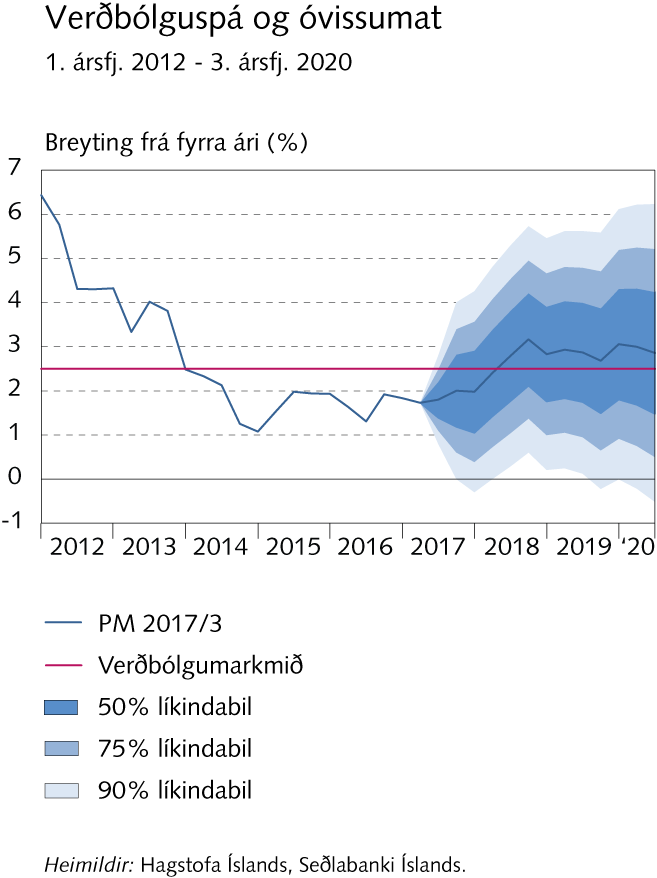 Verðbólguspá og óvissumat
1. ársfj. 2012 - 3. ársfj. 2020
Breyting frá fyrra ári (%)
7
6
5
4
3
2
1
0
-1
2012 2013 2014 2015 2016 2017 2018 2019 '20
PM 2017/3
Verðbólgumarkmið
50% líkindabil
75% líkindabil
90% líkindabil
Heimildir: Hagstofa Íslands, Seðlabanki Íslands.